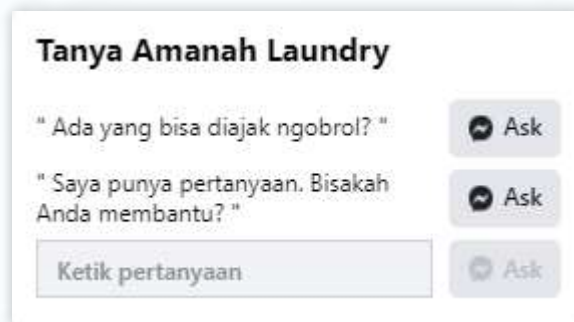 Tanya Amanah Laundry
" Ada yang bisa diajak ngobrol? "
Ask
" Saya punya pertanyaan. Bisakah
Anda membantu? "
Ask
Ketik pertanyaan
Ask